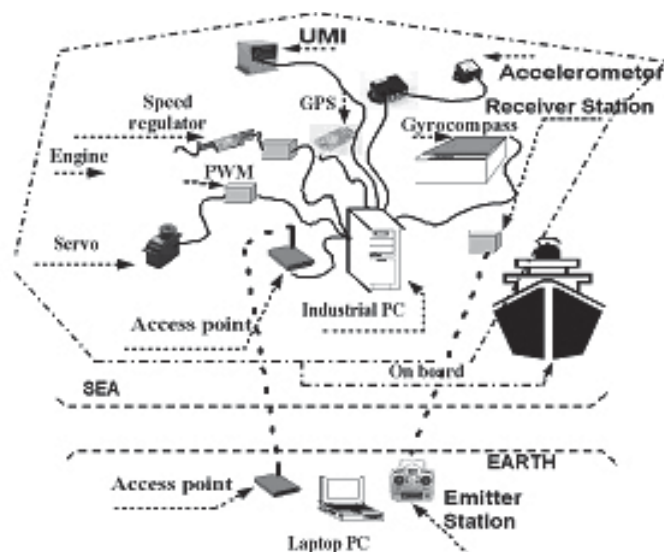 UMI
Accelerometer
Speed
regulator
GPS
Receiver Station
Gyrocompass
Engine
PWM
Servo
Access point
Industrial PC
On board
SEA
EARTH
Access point
Emitter
Station
Laptop PC